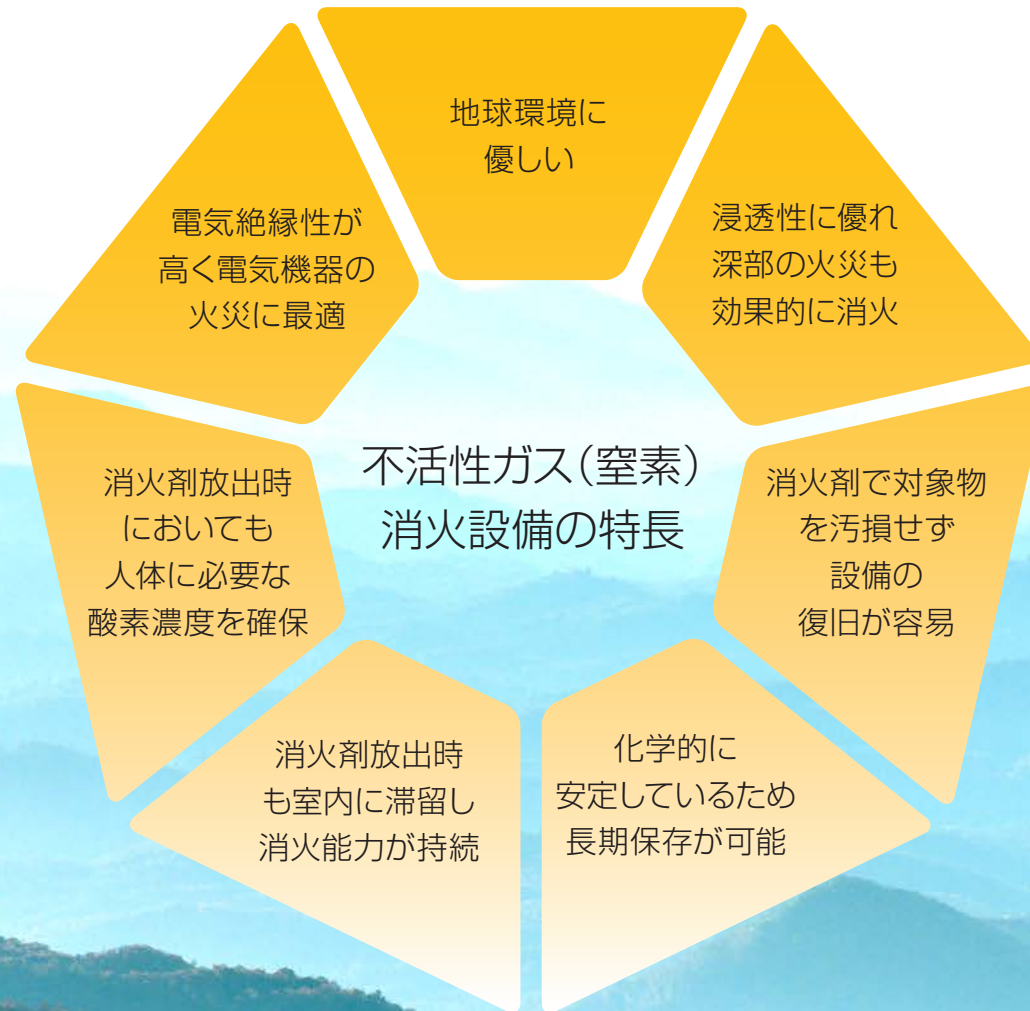 地球環境に
優しい
浸透性に優れ
深部の火災も
効果的に消火
消火剤で対象物
を汚損せず
設備の
復旧が容易
化学的に
安定しているため
長期保存が可能
消火剤放出時
も室内に滞留し
消火能力が持続
消火剤放出時
においても
人体に必要な
酸素濃度を確保
電気絶縁性が
高く電気機器の
火災に最適
不活性ガス(窒素)
消火設備の特長